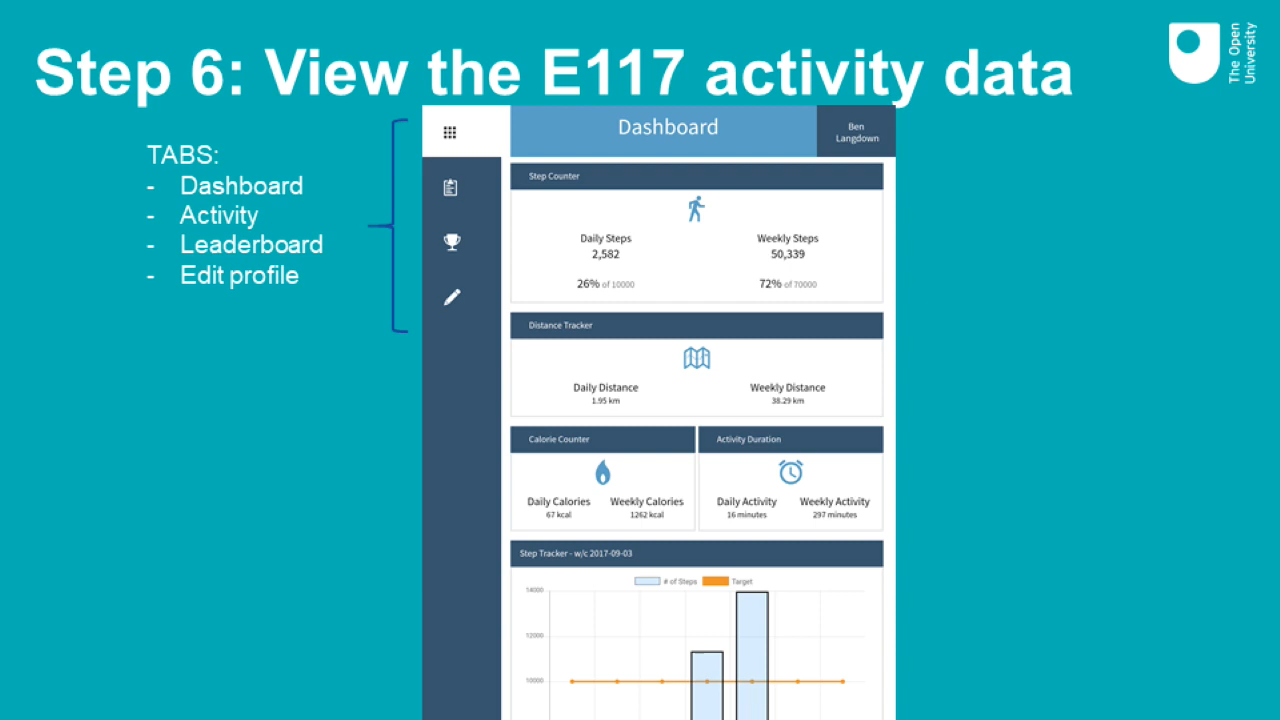 Step 6: View the E117 activity data
The Open
University
TABS:
- Dashboard
- Activity
- Leaderboard
- Edit profile
Dashboard
Ben
Langdown
Step Counter
Daily Steps Weekly Steps
2,582 50,339
26% of 10000 72% of 70000
Distance Tracker
Daily Distance Weekly Distance
1.95 km 38.29 km
Calorie Counter Activity Duration
Daily Calories Weekly Calories Daily Activity Weekly Activity
67 kcal 1262 kcal 16 minutes 297 minutes
Step Tracker - w/c 2017-09-03
# of Steps Target
14000
12000
10000